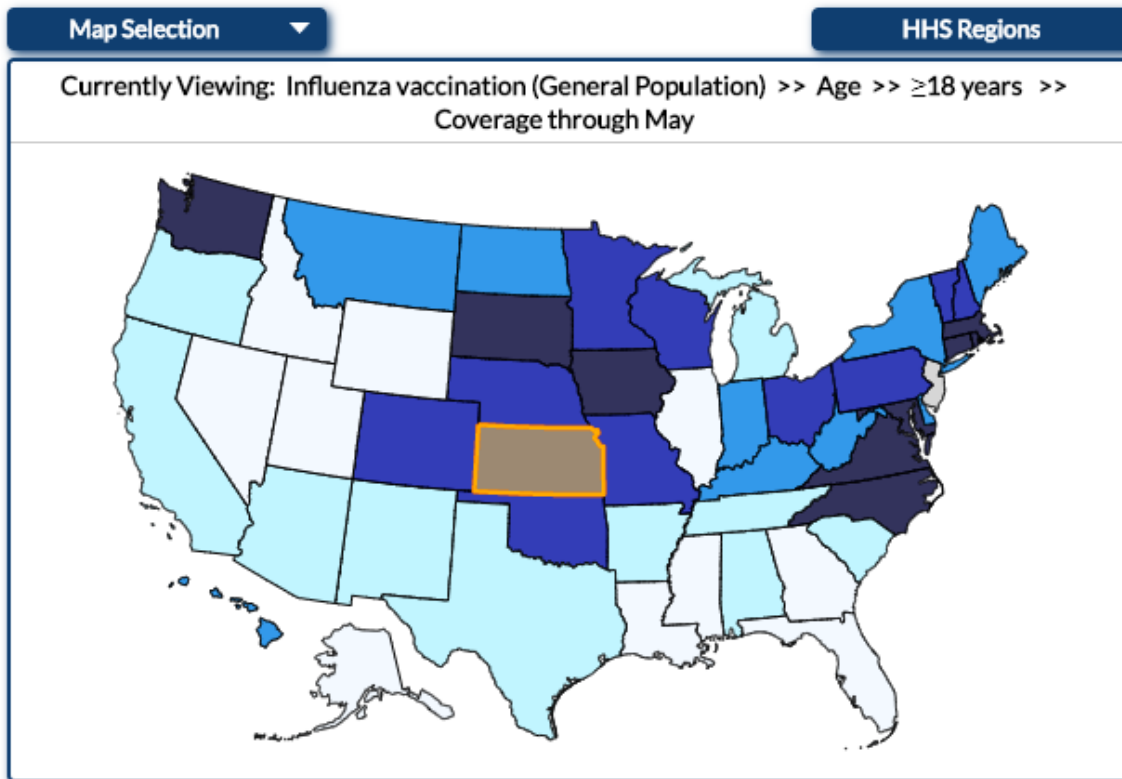 Map Selection
HHS Regions
Currently Viewing: Influenza vaccination (General Population) >> Age >> ≥18 years >>
Coverage through May